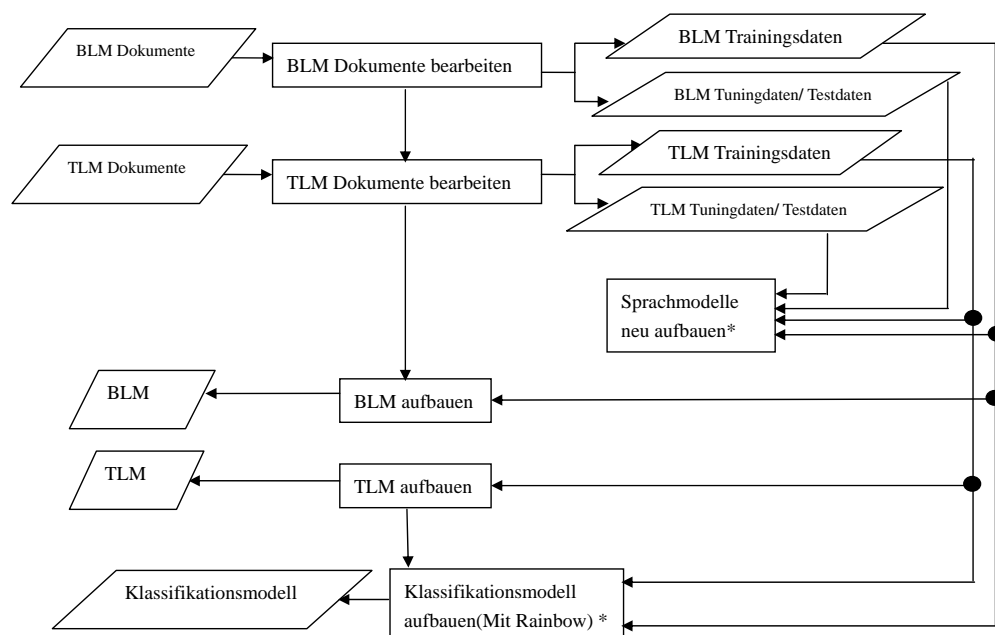 BLM Dokumente
BLM Dokumente bearbeiten
BLM Trainingsdaten
BLM Tuningdaten/ Testdaten
TLM Dokumente
TLM Dokumente bearbeiten
TLM Trainingsdaten
TLM Tuningdaten/ Testdaten
Sprachmodelle
neu aufbauen*
BLM
BLM aufbauen
TLM
TLM aufbauen
Klassifikationsmodell
Klassifikationsmodell
aufbauen(Mit Rainbow) *